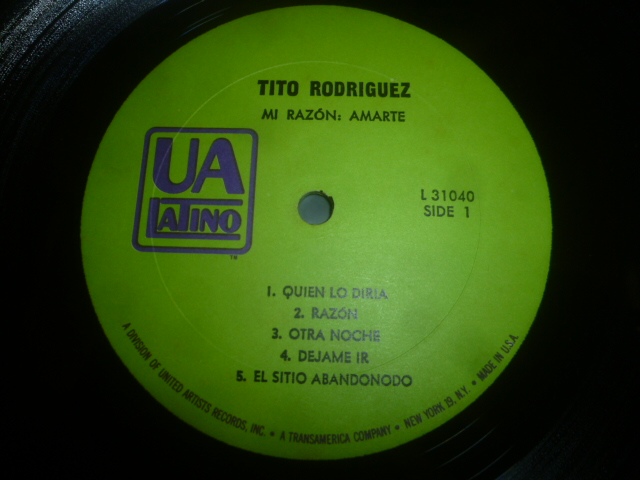 TITO RODRIGUEZ
MI RAZÓN: AMARTE
UA
LATINO
TM
L 31040
SIDE 1
1. QUIEN LO DIRIA
2. RAZÓN
3. OTRA NOCHE
4. DEJAME IR
5. EL SITIO ABANDONODO
A DIVISION OF UNITED ARTISTS RECORDS, INC. • A TRANSAMERICA COMPANY • NEW YORK 19, N.Y. • MADE IN U.S.A.